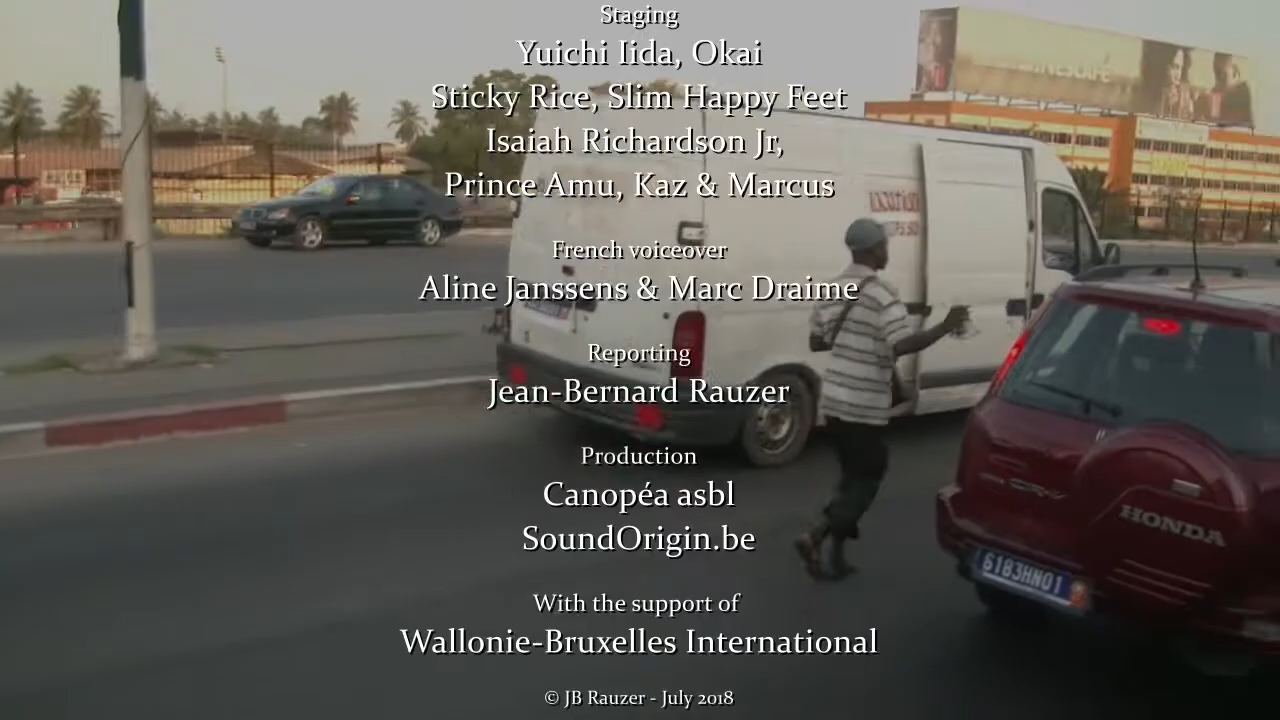 Staging
Yuichi Iida, Okai
Sticky Rice, Slim Happy Feet
Isaiah Richardson Jr,
Prince Amu, Kaz & Marcus
French voiceover
Aline Janssens & Marc Draime
Reporting
Jean-Bernard Rauzer
Production
Canopéa asbl
SoundOrigin.be
With the support of
Wallonie-Bruxelles International
© JB Rauzer - July 2018
CR-V
HONDA
6183HN01